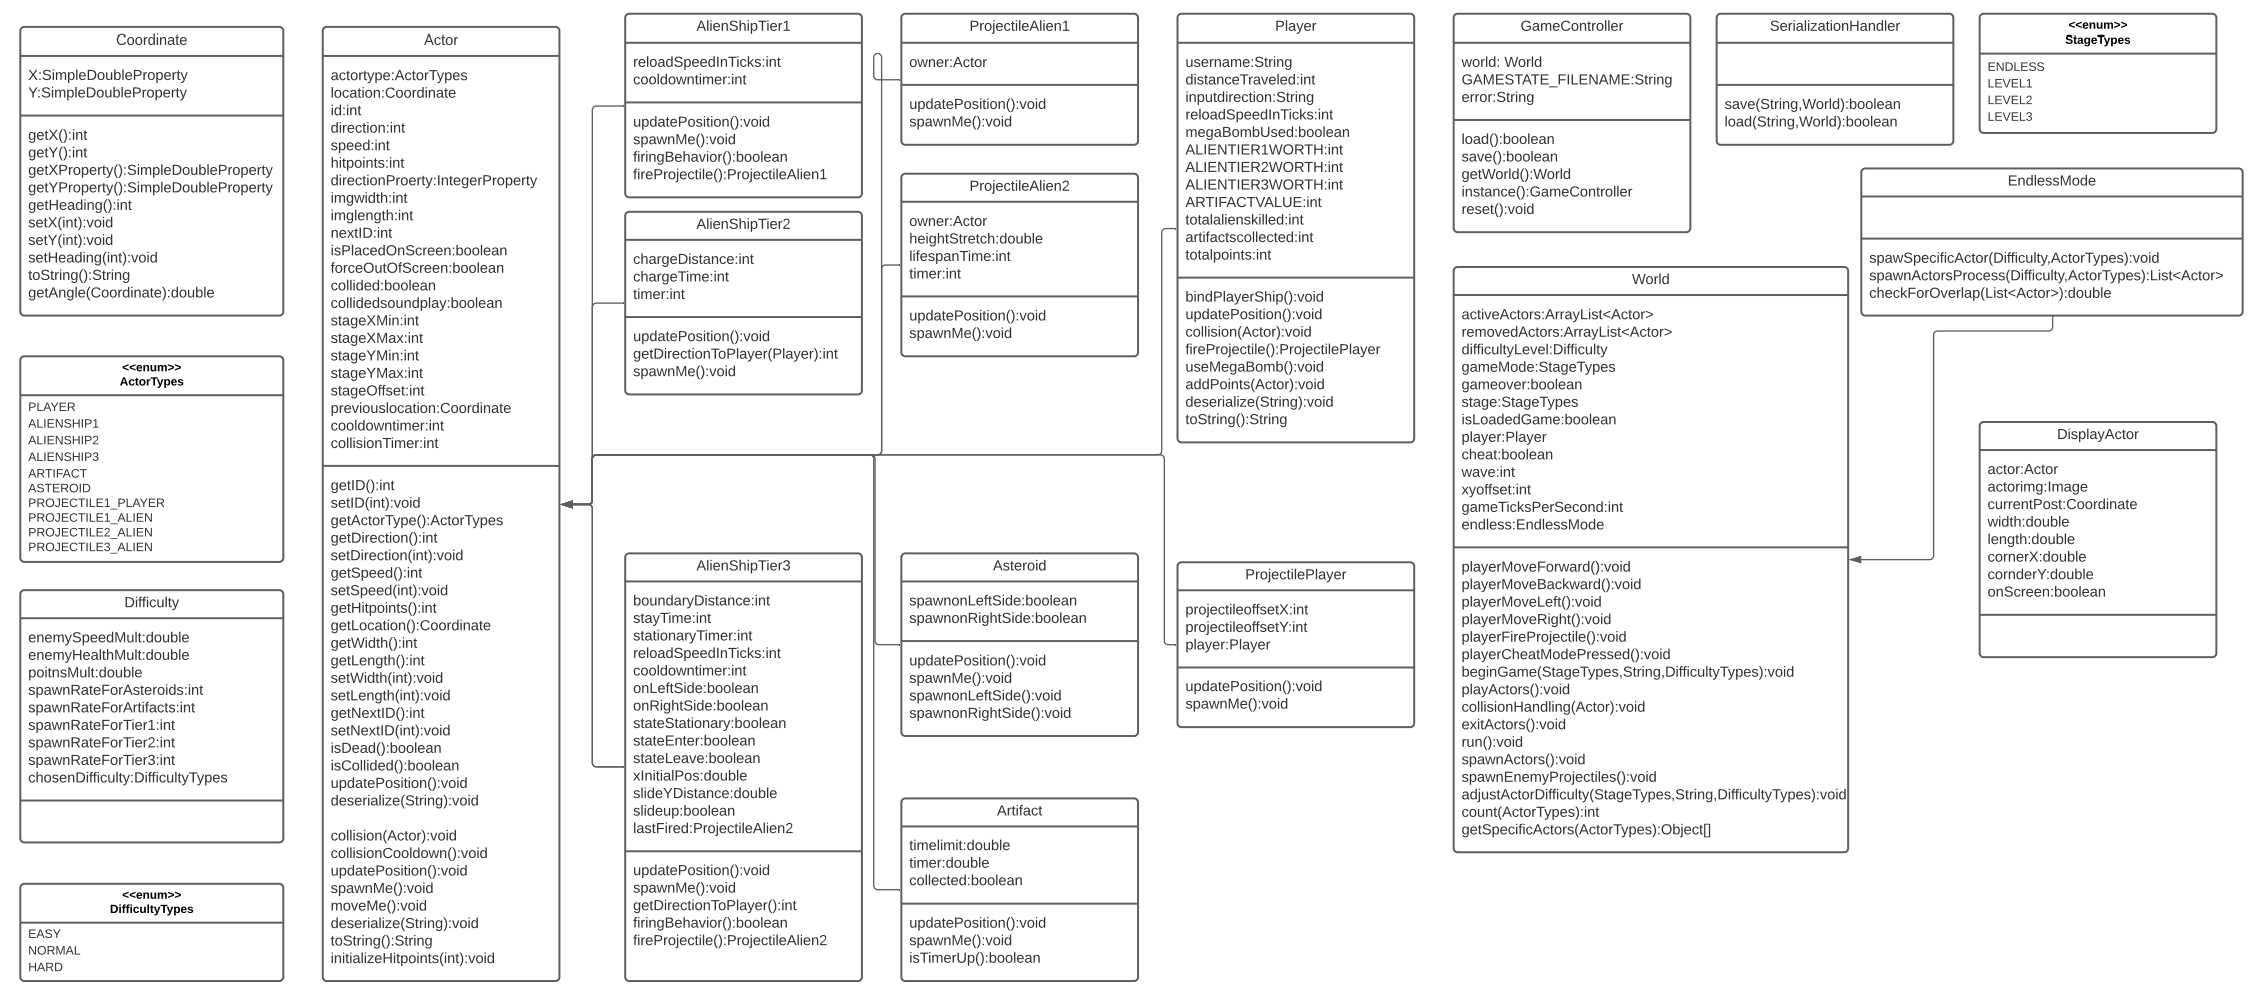 Coordinate
X:SimpleDoubleProperty
Y:SimpleDoubleProperty
getX():int
getY():int
getXProperty():SimpleDoubleProperty
getYProperty():SimpleDoubleProperty
getHeading():int
setX(int):void
setY(int):void
setHeading(int):void
toString():String
getAngle(Coordinate):double
<<enum>>
ActorTypes
PLAYER
ALIENSHIP1
ALIENSHIP2
ALIENSHIP3
ARTIFACT
ASTEROID
PROJECTILE1_PLAYER
PROJECTILE1_ALIEN
PROJECTILE2_ALIEN
PROJECTILE3_ALIEN
Difficulty
enemySpeedMult:double
enemyHealthMult:double
poitnsMult:double
spawnRateForAsteroids:int
spawnRateForArtifacts:int
spawnRateForTier1:int
spawnRateForTier2:int
spawnRateForTier3:int
chosenDifficulty:DifficultyTypes
<<enum>>
DifficultyTypes
EASY
NORMAL
HARD
Actor
actortype:ActorTypes
location:Coordinate
id:int
direction:int
speed:int
hitpoints:int
directionProerty:IntegerProperty
imgwidth:int
imglength:int
nextID:int
isPlacedOnScreen:boolean
forceOutOfScreen:boolean
collided:boolean
collidedsoundplay:boolean
stageXMin:int
stageXMax:int
stageYMin:int
stageYMax:int
stageOffset:int
previouslocation:Coordinate
cooldowntimer:int
collisionTimer:int
getID():int
setID(int):void
getActorType():ActorTypes
getDirection():int
setDirection(int):void
getSpeed():int
setSpeed(int):void
getHitpoints():int
getLocation():Coordinate
getWidth():int
getLength():int
setWidth(int):void
setLength(int):void
getNextID():int
setNextID(int):void
isDead():boolean
isCollided():boolean
updatePosition():void
deserialize(String):void
collision(Actor):void
collisionCooldown():void
updatePosition():void
spawnMe():void
moveMe():void
deserialize(String):void
toString():String
initializeHitpoints(int):void
AlienShipTier1
reloadSpeedInTicks:int
cooldowntimer:int
updatePosition():void
spawnMe():void
firingBehavior():boolean
fireProjectile():ProjectileAlien1
AlienShipTier2
chargeDistance:int
chargeTime:int
timer:int
updatePosition():void
getDirectionToPlayer(Player):int
spawnMe():void
AlienShipTier3
boundaryDistance:int
stayTime:int
stationaryTimer:int
reloadSpeedInTicks:int
cooldowntimer:int
onLeftSide:boolean
onRightSide:boolean
stateStationary:boolean
stateEnter:boolean
stateLeave:boolean
xInitialPos:double
slideYDistance:double
slideup:boolean
lastFired:ProjectileAlien2
updatePosition():void
spawnMe():void
getDirectionToPlayer():int
firingBehavior():boolean
fireProjectile():ProjectileAlien2
ProjectileAlien1
owner:Actor
updatePosition():void
spawnMe():void
ProjectileAlien2
owner:Actor
heightStretch:double
lifespanTime:int
timer:int
updatePosition():void
spawnMe():void
Asteroid
spawnonLeftSide:boolean
spawnonRightSide:boolean
updatePosition():void
spawnMe():void
spawnonLeftSide():void
spawnonRightSide():void
Artifact
timelimit:double
timer:double
collected:boolean
updatePosition():void
spawnMe():void
isTimerUp():boolean
Player
username:String
distanceTraveled:int
inputdirection:String
reloadSpeedInTicks:int
megaBombUsed:boolean
ALIENTIER1WORTH:int
ALIENTIER2WORTH:int
ALIENTIER3WORTH:int
ARTIFACTVALUE:int
totalalienskilled:int
artifactscollected:int
totalpoints:int
bindPlayerShip():void
updatePosition():void
collision(Actor):void
fireProjectile():ProjectilePlayer
useMegaBomb():void
addPoints(Actor):void
deserialize(String):void
toString():String
ProjectilePlayer
projectileoffsetX:int
projectileoffsetY:int
player:Player
updatePosition():void
spawnMe():void
GameController
world: World
GAMESTATE_FILENAME:String
error:String
load():boolean
save():boolean
getWorld():World
instance():GameController
reset():void
World
activeActors:ArrayList<Actor>
removedActors:ArrayList<Actor>
difficultyLevel:Difficulty
gameMode:StageTypes
gameover:boolean
stage:StageTypes
isLoadedGame:boolean
player:Player
cheat:boolean
wave:int
xyoffset:int
gameTicksPerSecond:int
endless:EndlessMode
playerMoveForward():void
playerMoveBackward():void
playerMoveLeft():void
playerMoveRight():void
playerFireProjectile():void
playerCheatModePressed():void
beginGame(StageTypes,String,DifficultyTypes):void
playActors():void
collisionHandling(Actor):void
exitActors():void
run():void
spawnActors():void
spawnEnemyProjectiles():void
adjustActorDifficulty(StageTypes,String,DifficultyTypes):void
count(ActorTypes):int
getSpecificActors(ActorTypes):Object[]
SerializationHandler
save(String,World):boolean
load(String,World):boolean
<<enum>>
StageTypes
ENDLESS
LEVEL1
LEVEL2
LEVEL3
EndlessMode
spawSpecificActor(Difficulty,ActorTypes):void
spawnActorsProcess(Difficulty,ActorTypes):List<Actor>
checkForOverlap(List<Actor>):double
DisplayActor
actor:Actor
actorimg:Image
currentPost:Coordinate
width:double
length:double
cornerX:double
cornderY:double
onScreen:boolean